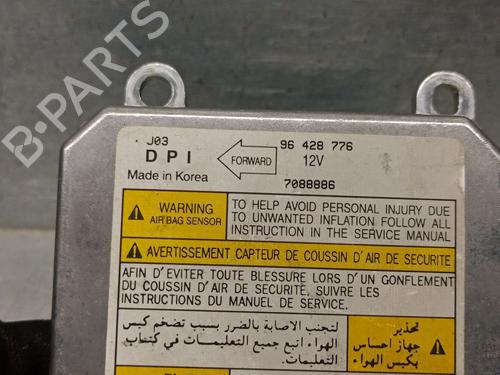 J03
DPI
FORWARD
96 428 776
12V
Made in Korea
7088886
WARNING
AIR BAG SENSOR
TO HELP AVOID PERSONAL INJURY DUE
TO UNWANTED INFLATION FOLLOW ALL
INSTRUCTION IN THE SERVICE MANUAL
AVERTISSEMENT CAPTEUR DE COUSSIN D'AIR DE SECURITE
AFIN D'EVITER TOUTE BLESSURE LORS D'UN GONFLEMENT
DU COUSSIN D'AIR DE SECURITE, SUIVRE LES
INSTRUCTIONS DU MANUEL DE SERVICE.
تحذير
جهاز احساس
بكيس الهواء
لتجنب الاصابة بالضرر بسبب تضخم كيس
الهواء اتبع جميع التعليمات في كتاب
التعليمات.
B-PARTS